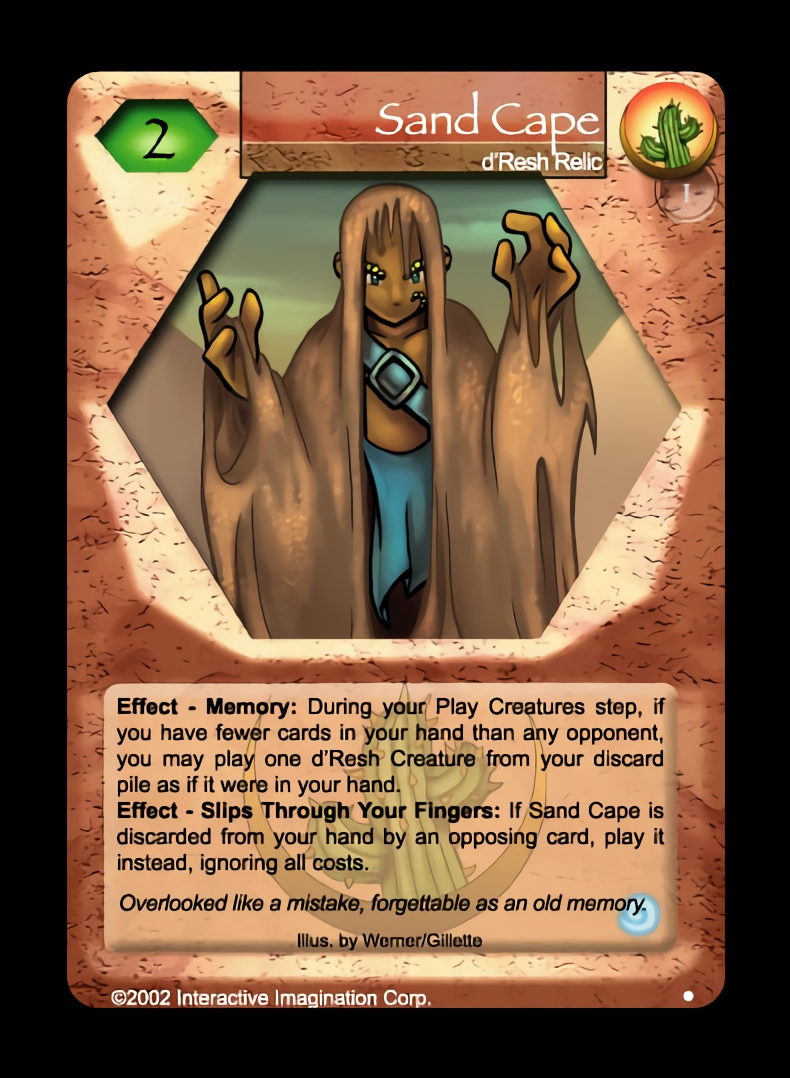 2
Sand Cape
d'Resh Relic
I
Effect - Memory: During your Play Creatures step, if
you have fewer cards in your hand than any opponent,
you may play one d'Resh Creature from your discard
pile as if it were in your hand.
Effect - Slips Through Your Fingers: If Sand Cape is
discarded from your hand by an opposing card, play it
instead, ignoring all costs.
Overlooked like a mistake, forgettable as an old memory.
Illus. by Werner/Gillette
©2002 Interactive Imagination Corp.